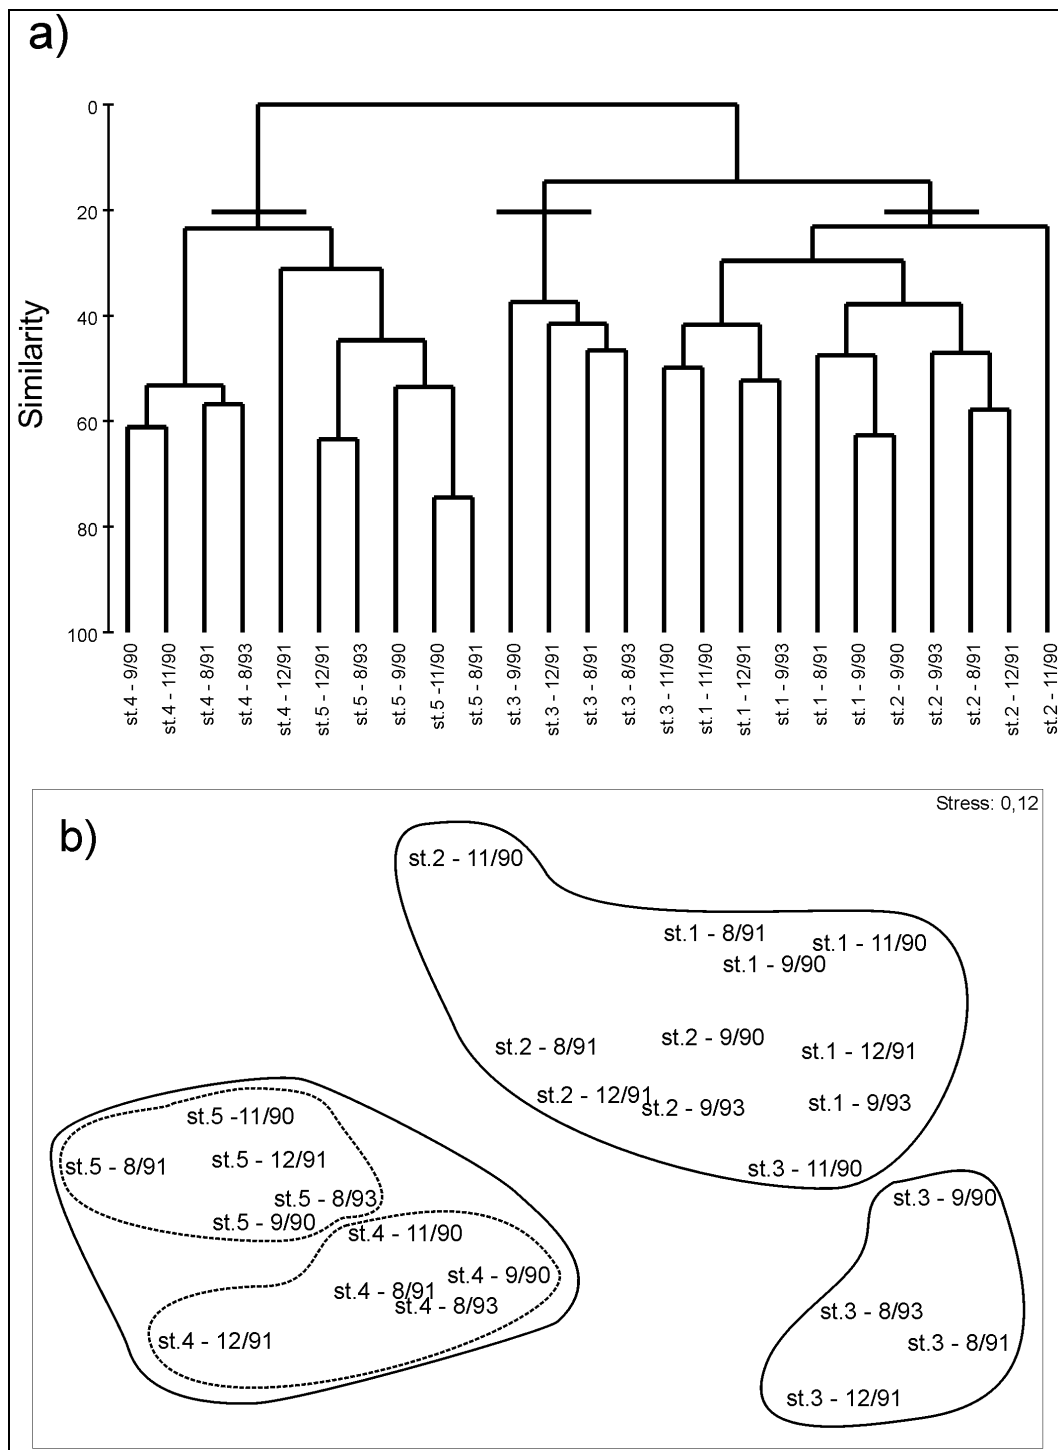 a)
Similarity
0
20
40
60
80
100
st.4 - 9/90
st.4 - 11/90
st.4 - 8/91
st.4 - 8/93
st.4 - 12/91
st.5 - 12/91
st.5 - 8/93
st.5 - 9/90
st.5 -11/90
st.5 - 8/91
st.3 - 9/90
st.3 - 12/91
st.3 - 8/91
st.3 - 8/93
st.3 - 11/90
st.1 - 11/90
st.1 - 12/91
st.1 - 9/93
st.1 - 8/91
st.1 - 9/90
st.2 - 9/90
st.2 - 9/93
st.2 - 8/91
st.2 - 12/91
st.2 - 11/90
Stress: 0,12
b)
st.2 - 11/90
st.1 - 8/91
st.1 - 11/90
st.1 - 9/90
st.2 - 9/90
st.2 - 8/91
st.1 - 12/91
st.2 - 12/91
st.2 - 9/93
st.1 - 9/93
st.5 -11/90
st.5 - 12/91
st.5 - 8/91
st.3 - 11/90
st.5 - 8/93
st.3 - 9/90
st.5 - 9/90
st.4 - 11/90
st.4 - 9/90
st.4 - 8/91
st.4 - 8/93
st.3 - 8/93
st.4 - 12/91
st.3 - 8/91
st.3 - 12/91